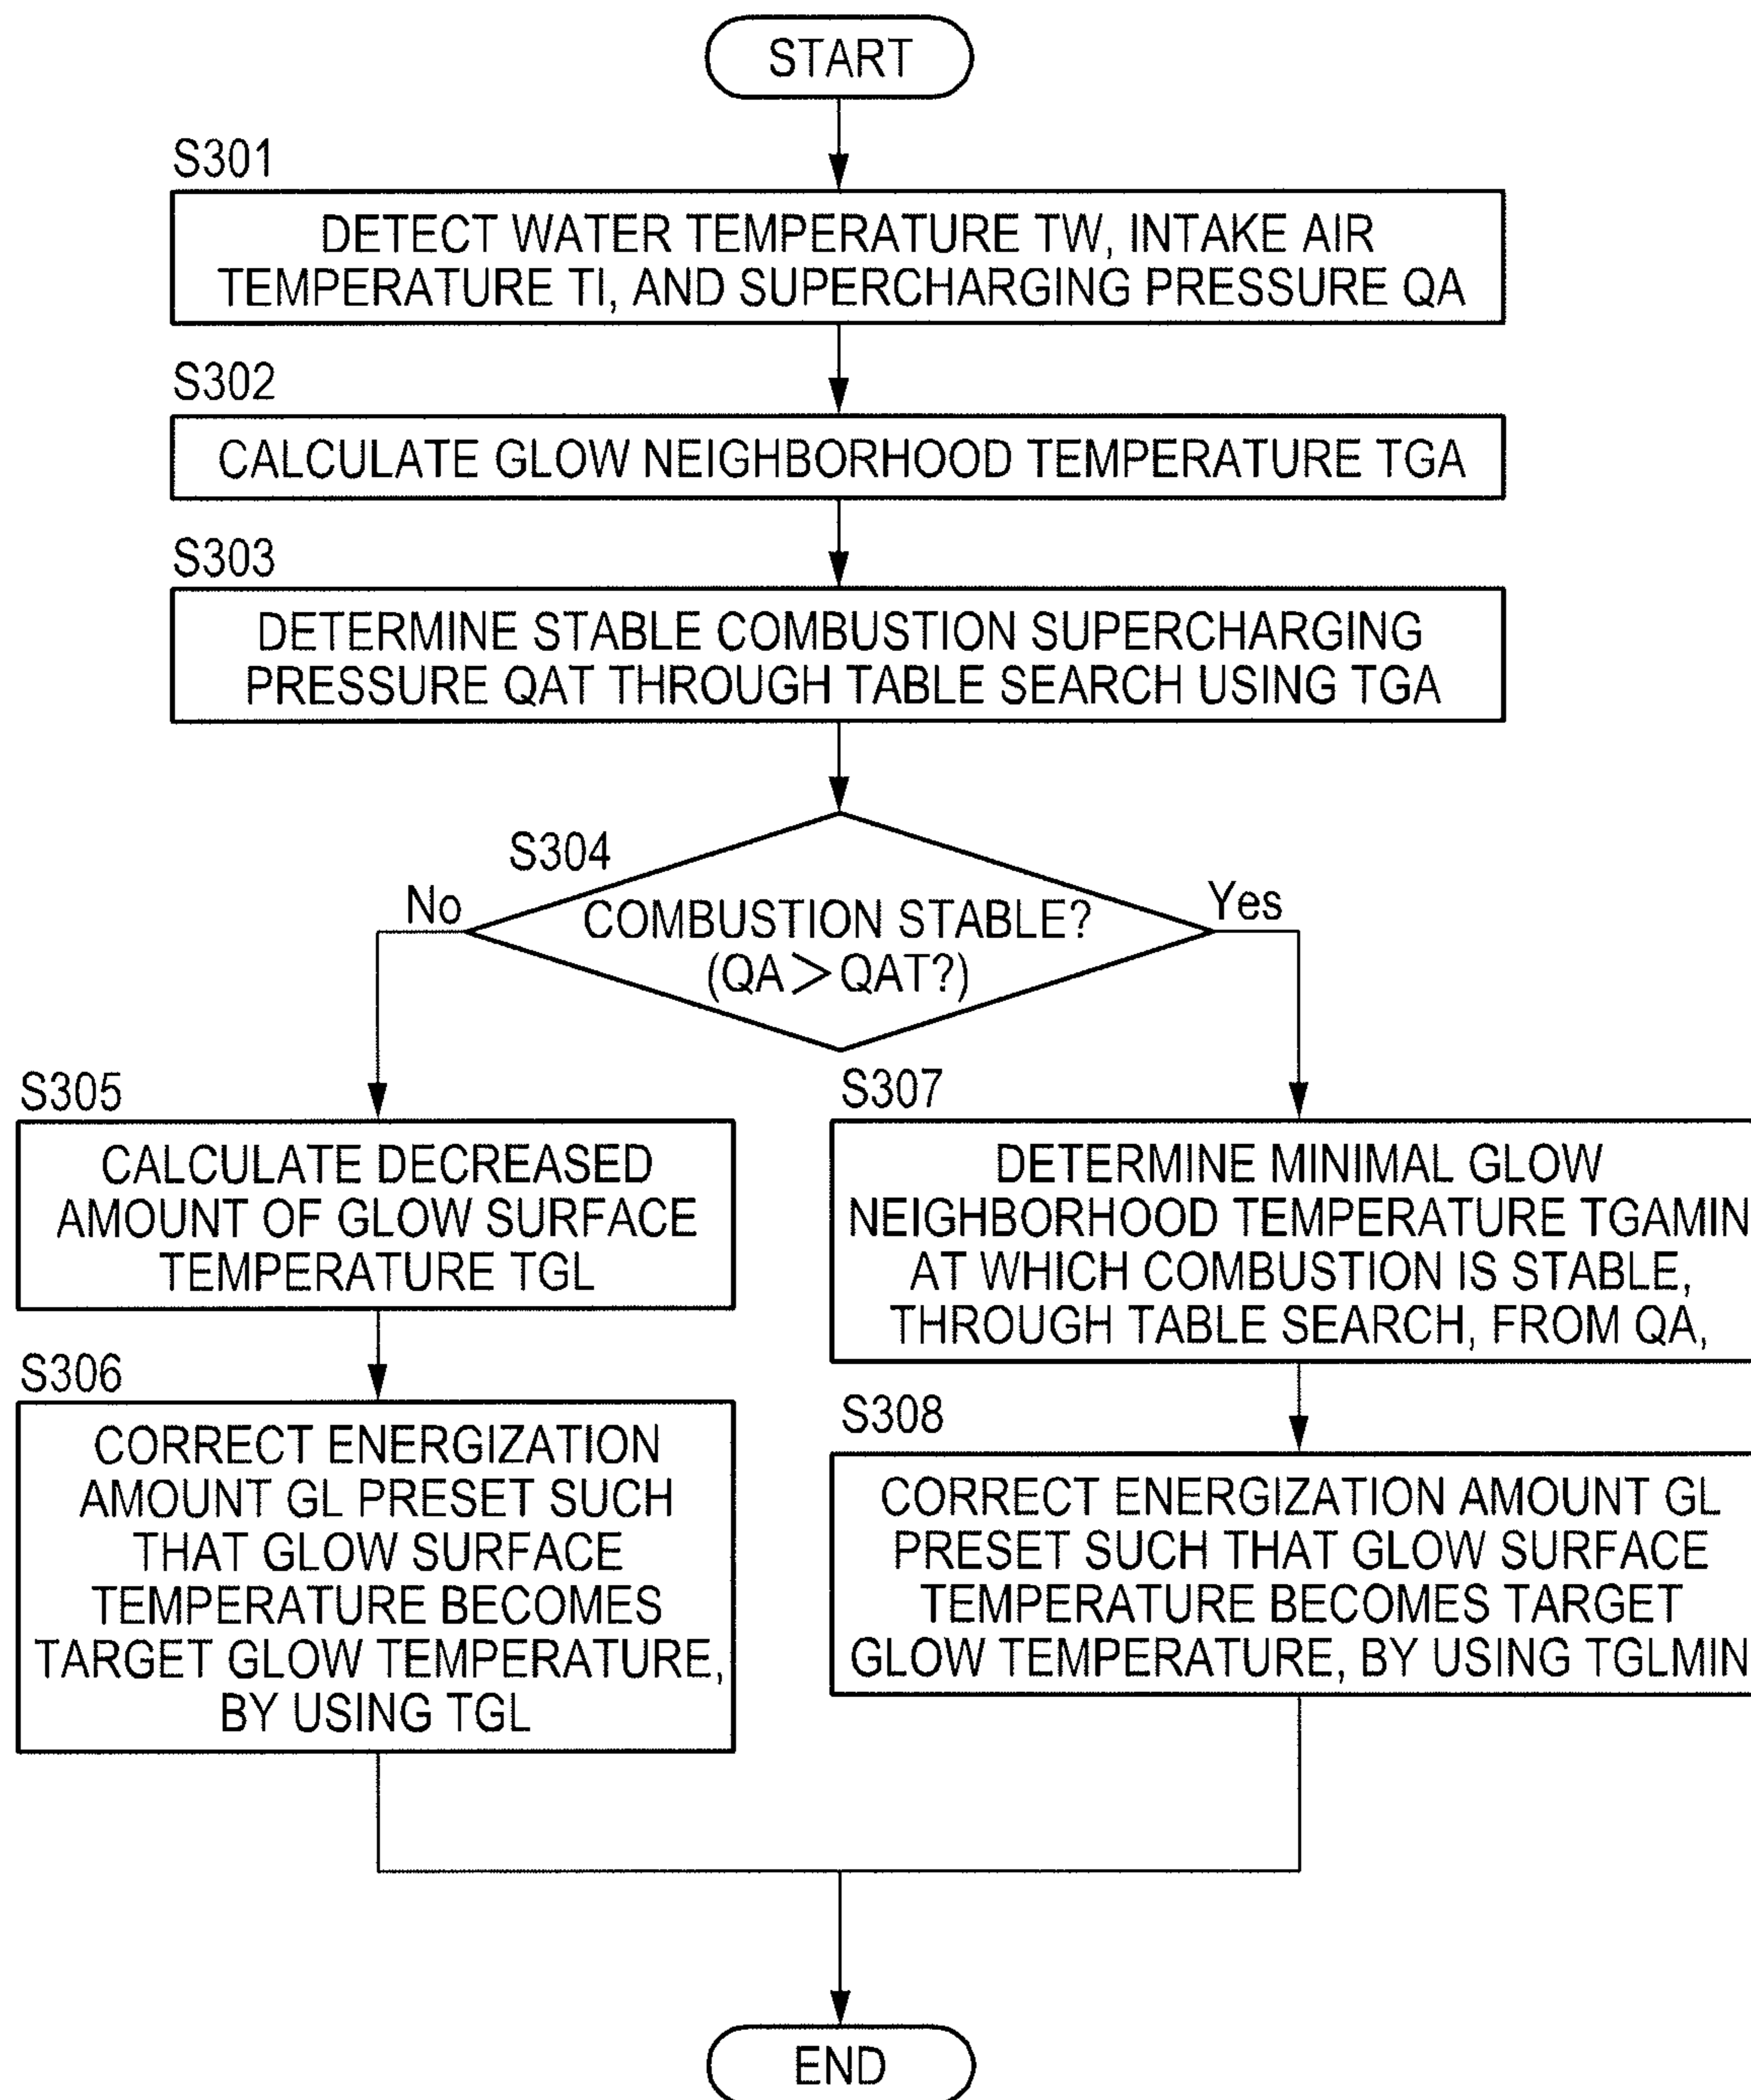 START
S301
DETECT WATER TEMPERATURE TW, INTAKE AIR
TEMPERATURE TI, AND SUPERCHARGING PRESSURE QA
S302
CALCULATE GLOW NEIGHBORHOOD TEMPERATURE TGA
S303
DETERMINE STABLE COMBUSTION SUPERCHARGING
PRESSURE QAT THROUGH TABLE SEARCH USING TGA
S304
No
COMBUSTION STABLE?
(QA>QAT?)
Yes
S305
CALCULATE DECREASED
AMOUNT OF GLOW SURFACE
TEMPERATURE TGL
S306
CORRECT ENERGIZATION
AMOUNT GL PRESET SUCH
THAT GLOW SURFACE
TEMPERATURE BECOMES
TARGET GLOW TEMPERATURE,
BY USING TGL
S307
DETERMINE MINIMAL GLOW
NEIGHBORHOOD TEMPERATURE TGAMIN
AT WHICH COMBUSTION IS STABLE,
THROUGH TABLE SEARCH, FROM QA,
S308
CORRECT ENERGIZATION AMOUNT GL
PRESET SUCH THAT GLOW SURFACE
TEMPERATURE BECOMES TARGET
GLOW TEMPERATURE, BY USING TGLMIN
END